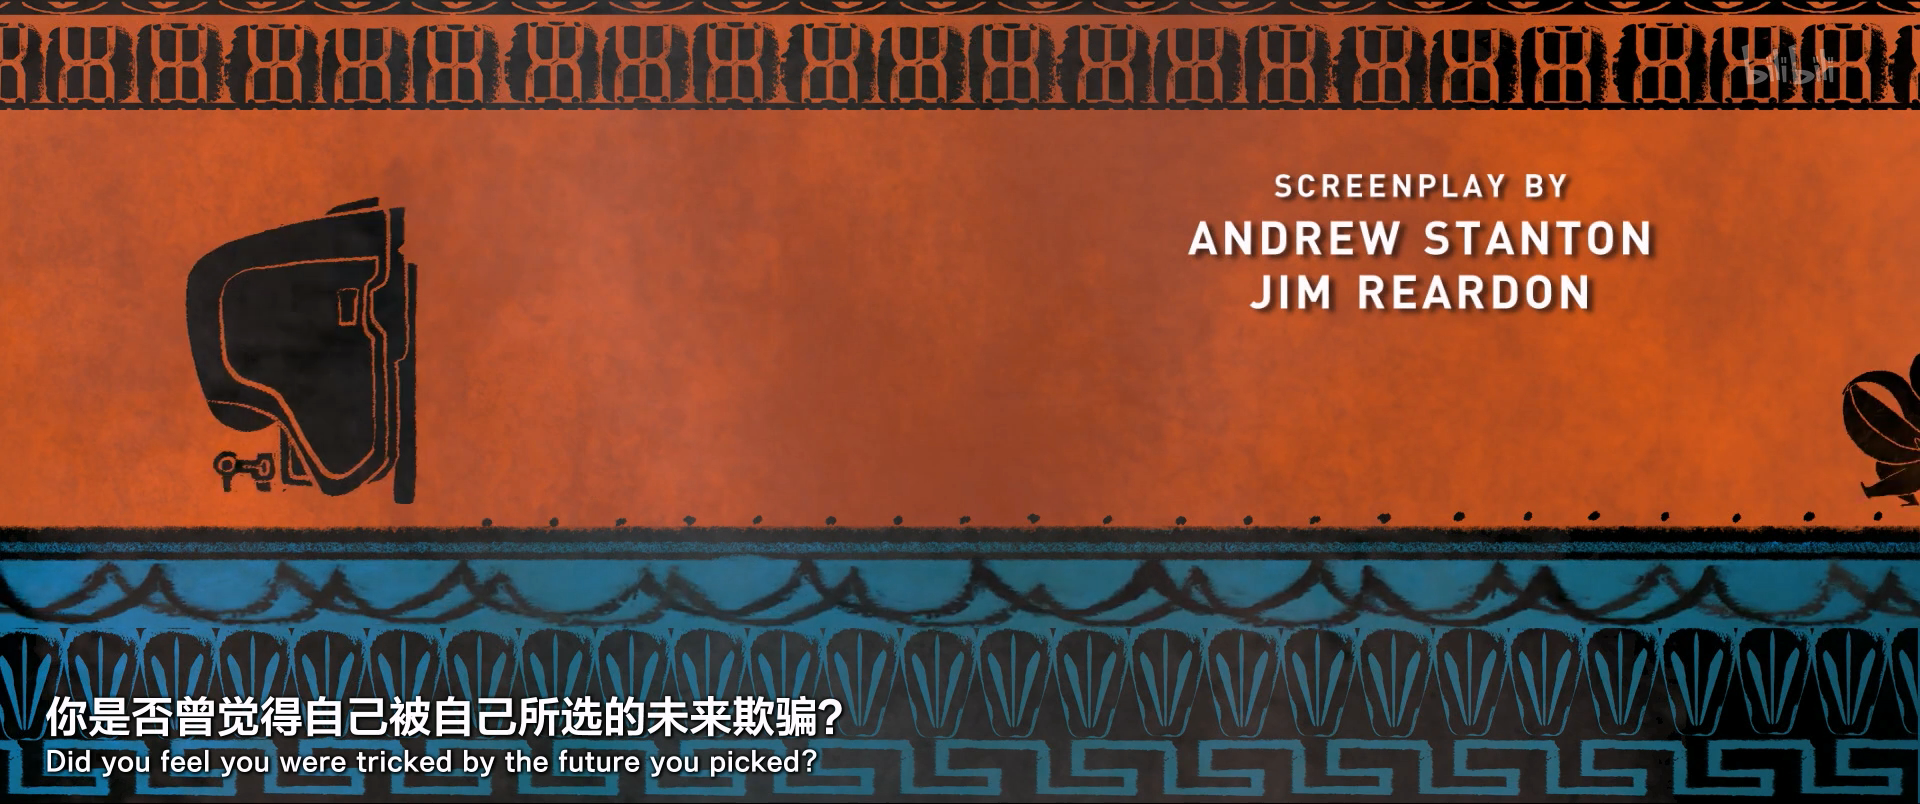 bilibili
SCREENPLAY BY
ANDREW STANTON
JIM REARDON
你是否曾觉得自己被自己所选的未来欺骗?
Did you feel you were tricked by the future you picked?